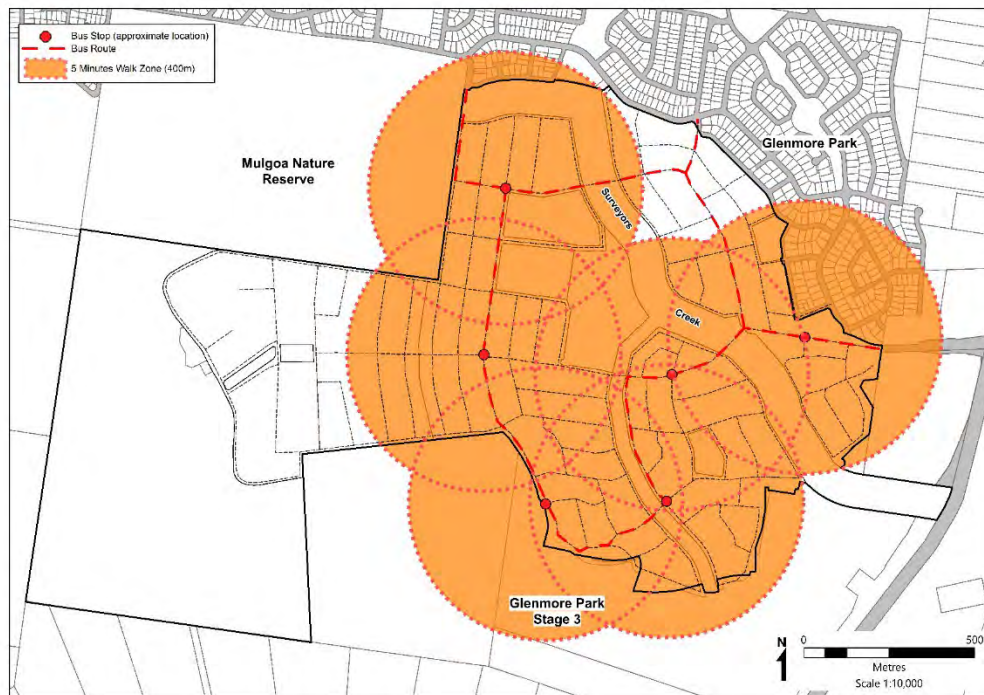 Bus Stop (approximate location)
Bus Route
5 Minutes Walk Zone (400m)
Mulgoa Nature
Reserve
Glenmore Park
Surveyors
Creek
Glenmore Park
Stage 3
N
0 500
Metres
Scale 1:10,000